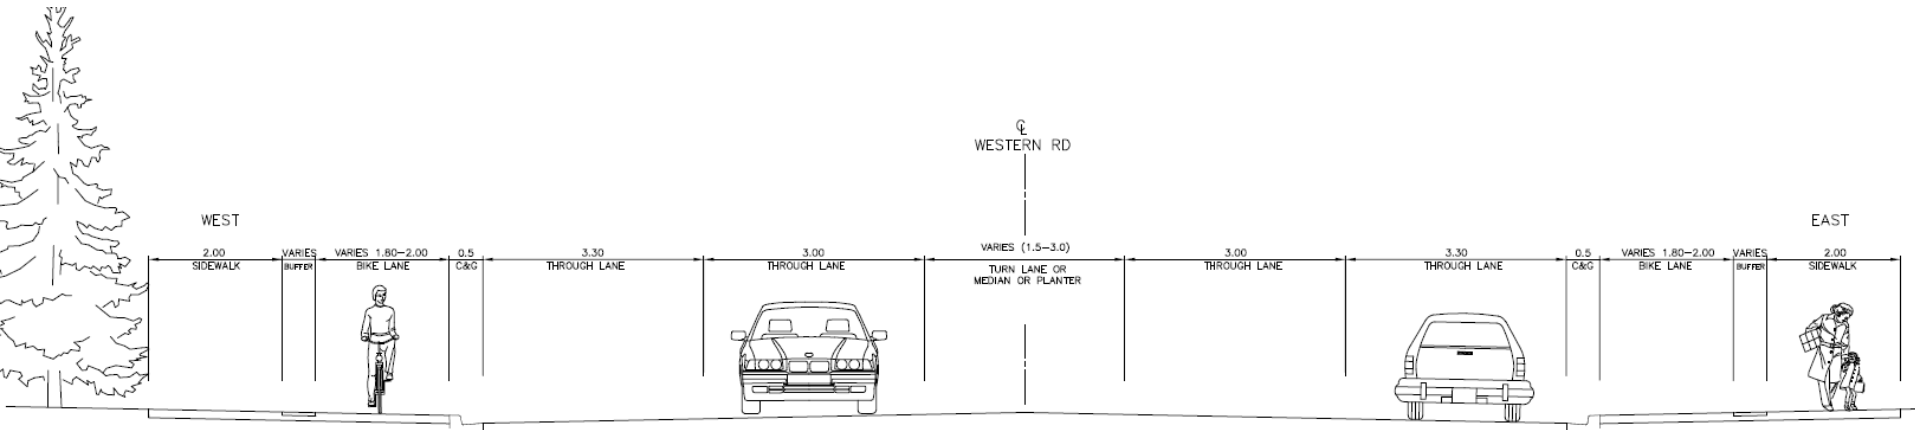 ℄
WESTERN RD
WEST
EAST
2.00 VARIES VARIES 1.80-2.00 0.5 3.30 3.00 VARIES (1.5-3.0) 3.00 3.30 0.5 VARIES 1.80-2.00 VARIES 2.00
SIDEWALK BUFFER BIKE LANE C&G THROUGH LANE THROUGH LANE TURN LANE OR THROUGH LANE THROUGH LANE C&G BIKE LANE BUFFER SIDEWALK
MEDIAN OR PLANTER